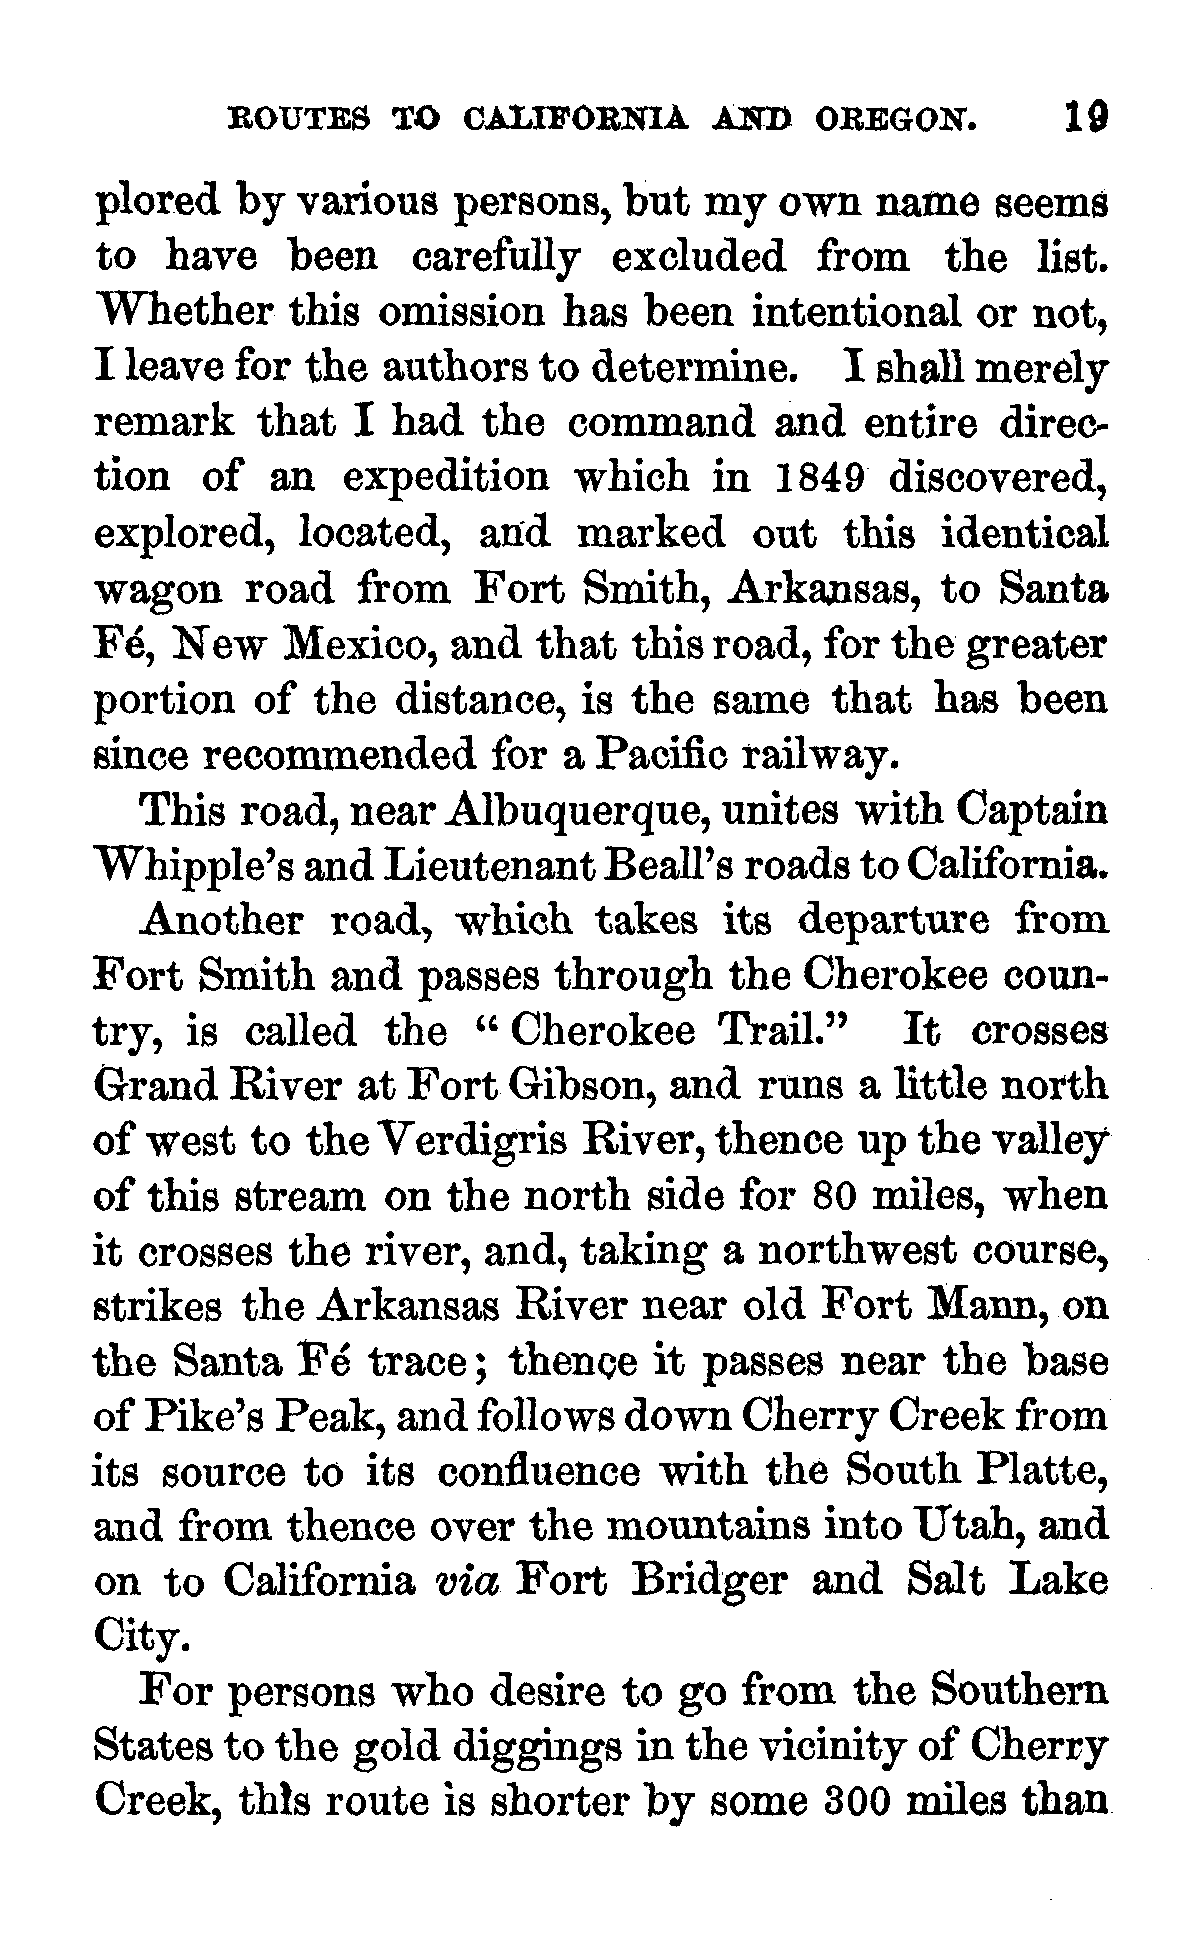 ROUTES TO CALIFORNIA AND OREGON. 19
plored by various persons, but my own name seems
to have been carefully excluded from the list.
Whether this omission has been intentional or not,
I leave for the authors to determine. I shall merely
remark that I had the command and entire direc-
tion of an expedition which in 1849 discovered,
explored, located, and marked out this identical
wagon road from Fort Smith, Arkansas, to Santa
Fé, New Mexico, and that this road, for the greater
portion of the distance, is the same that has been
since recommended for a Pacific railway.
This road, near Albuquerque, unites with Captain
Whipple's and Lieutenant Beall's roads to California.
Another road, which takes its departure from
Fort Smith and passes through the Cherokee coun-
try, is called the "Cherokee Trail." It crosses
Grand River at Fort Gibson, and runs a little north
of west to the Verdigris River, thence up the valley
of this stream on the north side for 80 miles, when
it crosses the river, and, taking a northwest course,
strikes the Arkansas River near old Fort Mann, on
the Santa Fé trace; thence it passes near the base
of Pike's Peak, and follows down Cherry Creek from
its source to its confluence with the South Platte,
and from thence over the mountains into Utah, and
on to California via Fort Bridger and Salt Lake
City.
For persons who desire to go from the Southern
States to the gold diggings in the vicinity of Cherry
Creek, this route is shorter by some 300 miles than